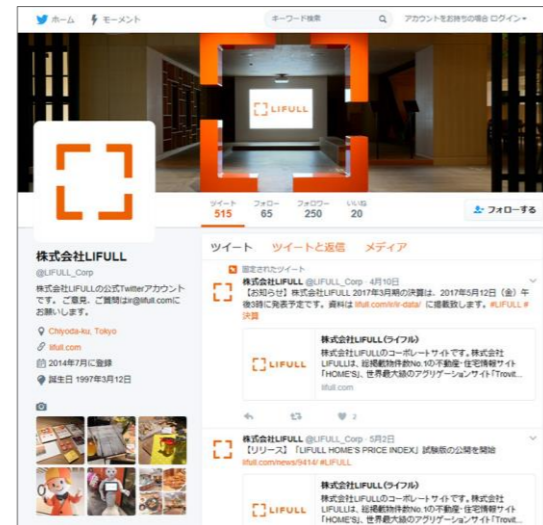 ホーム モーメント
キーワード検索
アカウントをお持ちの場合 ログイン
LIFULL
ツイート フォロー フォロワー いいね
515 65 250 20
フォローする
株式会社LIFULL
@LIFULL_Corp
株式会社LIFULLの公式Twitterアカウント
です。ご意見、ご質問はir@lifull.comに
お願いします。
Chiyoda-ku, Tokyo
lifull.com
2014年7月に登録
誕生日 1997年3月12日
ツイート ツイートと返信 メディア
固定されたツイート
株式会社LIFULL @LIFULL_Corp · 4月10日
【お知らせ】株式会社LIFULL 2017年3月期の決算は、2017年5月12日（金）午
後3時に発表予定です。資料は lifull.com/ir/ir-data/ に掲載致します。#LIFULL #
決算
LIFULL
株式会社LIFULL(ライフル)
株式会社LIFULLのコーポレートサイトです。株式会社
LIFULLは、総掲載物件数No.1の不動産・住宅情報サイト
「HOME'S」、世界最大級のアグリゲーションサイト「Trovit...
lifull.com
2
株式会社LIFULL @LIFULL_Corp · 5月2日
【リリース】「LIFULL HOME'S PRICE INDEX」試験版の公開を開始
lifull.com/news/9414/ #LIFULL
LIFULL
株式会社LIFULL(ライフル)
株式会社LIFULLのコーポレートサイトです。株式会社
LIFULLは、総掲載物件数No.1の不動産・住宅情報サイト
「HOME'S」、世界最大級のアグリゲーションサイト「Trovit...